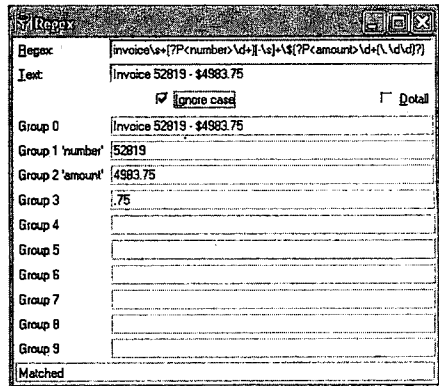 Regex
Regex: invoice\s+(?P<number>\d+)[-\s]+\$(?P<amount>\d+(\.\d\d)?)
Text: Invoice 52819 - $4983.75
Ignore case Dotall
Group 0 Invoice 52819 - $4983.75
Group 1 'number' 52819
Group 2 'amount' 4983.75
Group 3 .75
Group 4
Group 5
Group 6
Group 7
Group 8
Group 9
Matched